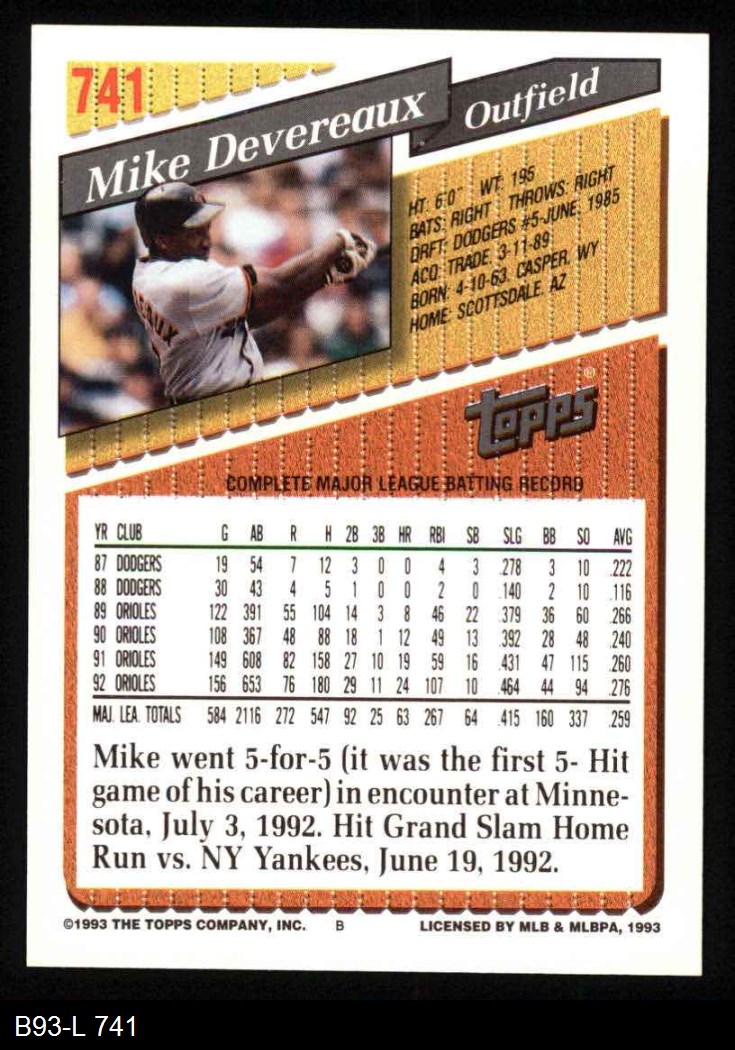 741
Mike Devereaux
Outfield
HT: 6'0" WT: 195
BATS: RIGHT THROWS: RIGHT
DRFT: DODGERS #5-JUNE, 1985
ACQ: TRADE, 3-11-89
BORN: 4-10-63, CASPER, WY
HOME: SCOTTSDALE, AZ
topps®
COMPLETE MAJOR LEAGUE BATTING RECORD
YR CLUB G AB R H 2B 3B HR RBI SB SLG BB SO AVG
87 DODGERS 19 54 7 12 3 0 0 4 3 .278 3 10 .222
88 DODGERS 30 43 4 5 1 0 0 2 0 .140 2 10 .116
89 ORIOLES 122 391 55 104 14 3 8 46 22 .379 36 60 .266
90 ORIOLES 108 367 48 88 18 1 12 49 13 .392 28 48 .240
91 ORIOLES 149 608 82 158 27 10 19 59 16 .431 47 115 .260
92 ORIOLES 156 653 76 180 29 11 24 107 10 .464 44 94 .276
MAJ. LEA. TOTALS 584 2116 272 547 92 25 63 267 64 .415 160 337 .259
Mike went 5-for-5 (it was the first 5- Hit
game of his career) in encounter at Minne-
sota, July 3, 1992. Hit Grand Slam Home
Run vs. NY Yankees, June 19, 1992.
©1993 THE TOPPS COMPANY, INC. B LICENSED BY MLB & MLBPA, 1993
B93-L 741